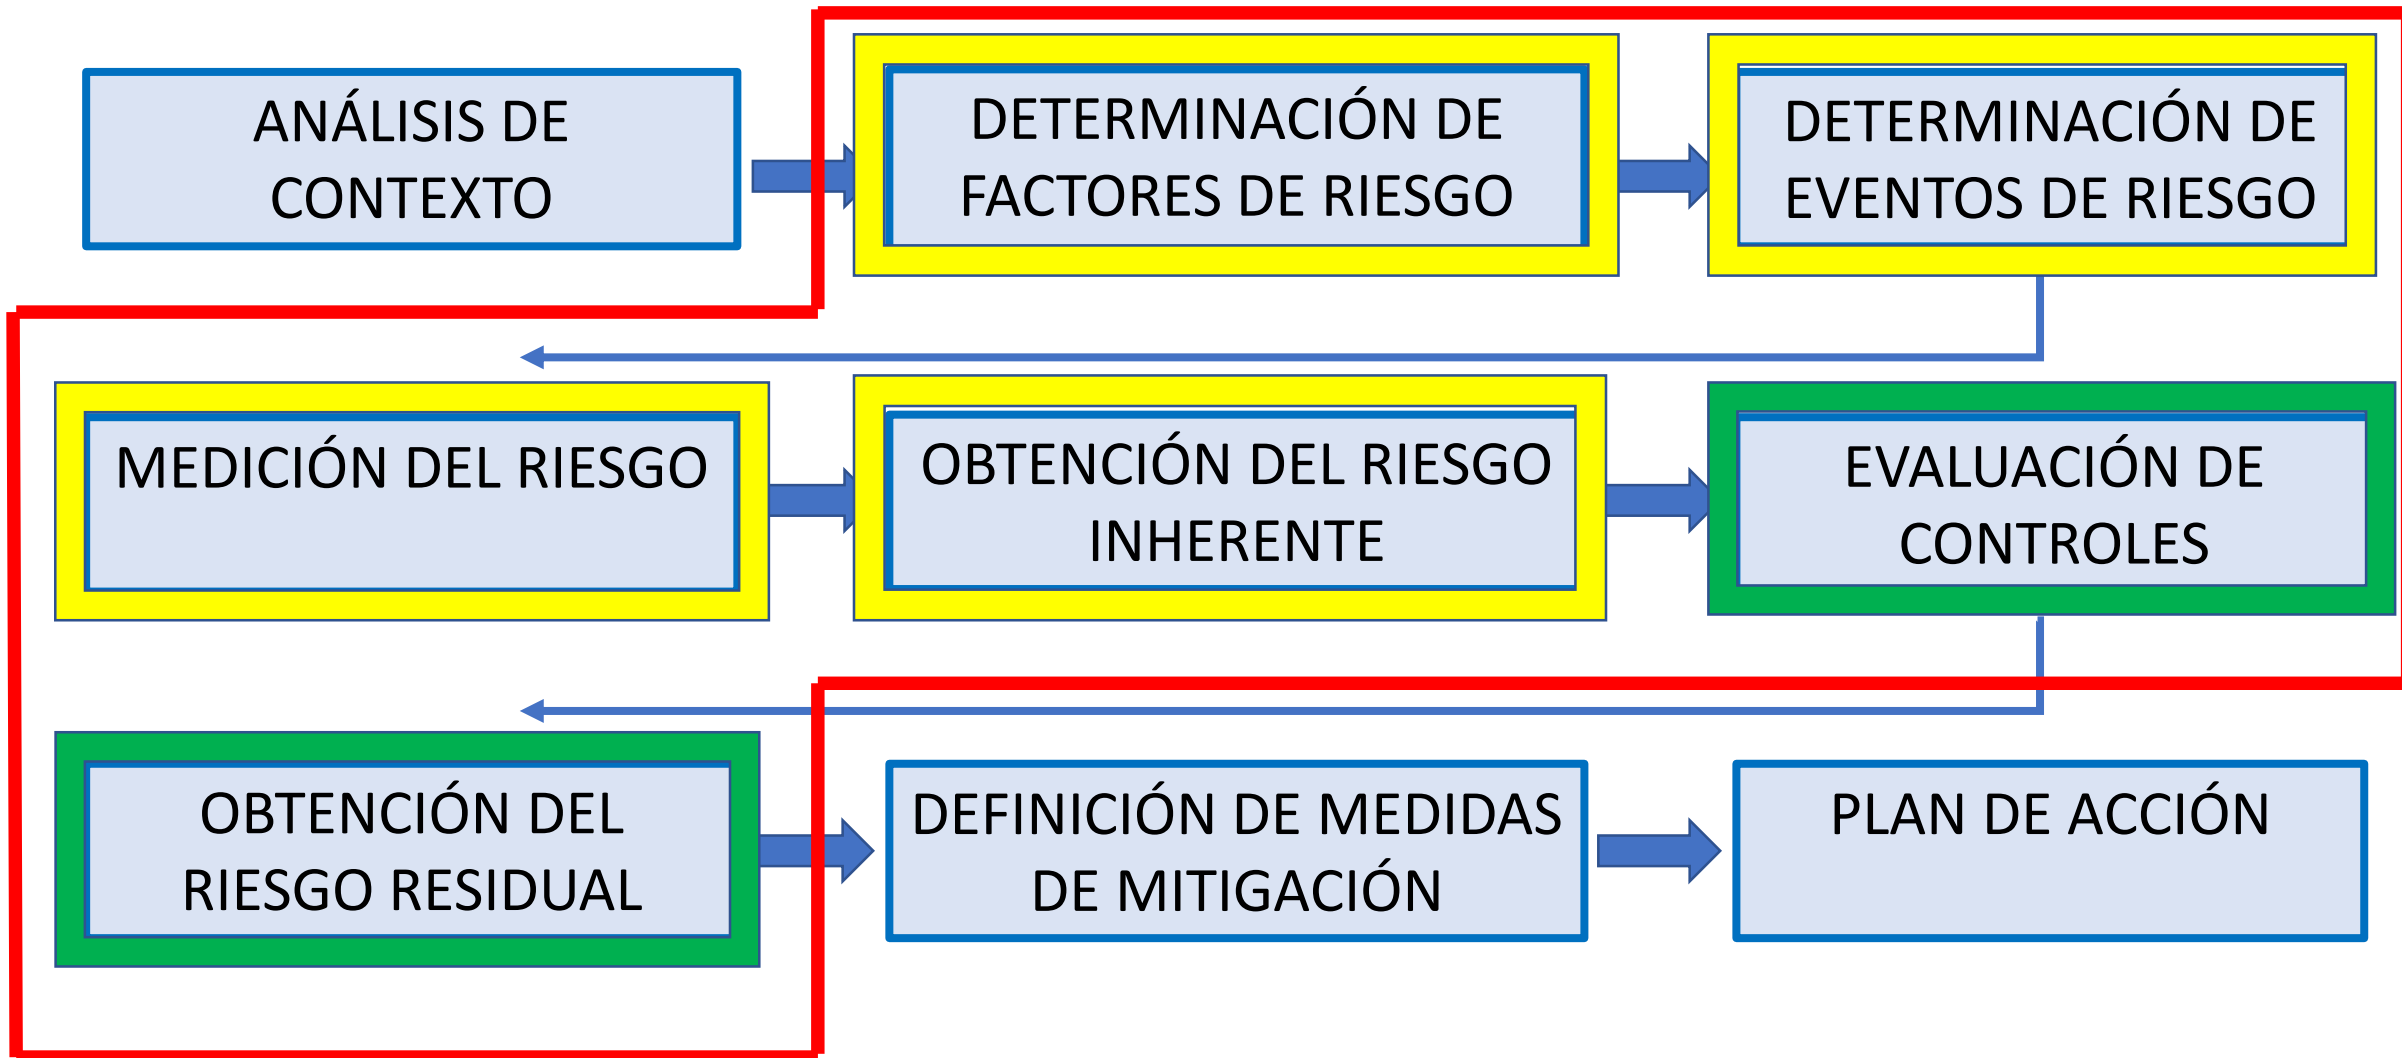 ANÁLISIS DE
CONTEXTO
DETERMINACIÓN DE
FACTORES DE RIESGO
DETERMINACIÓN DE
EVENTOS DE RIESGO
MEDICIÓN DEL RIESGO
OBTENCIÓN DEL RIESGO
INHERENTE
EVALUACIÓN DE
CONTROLES
OBTENCIÓN DEL
RIESGO RESIDUAL
DEFINICIÓN DE MEDIDAS
DE MITIGACIÓN
PLAN DE ACCIÓN